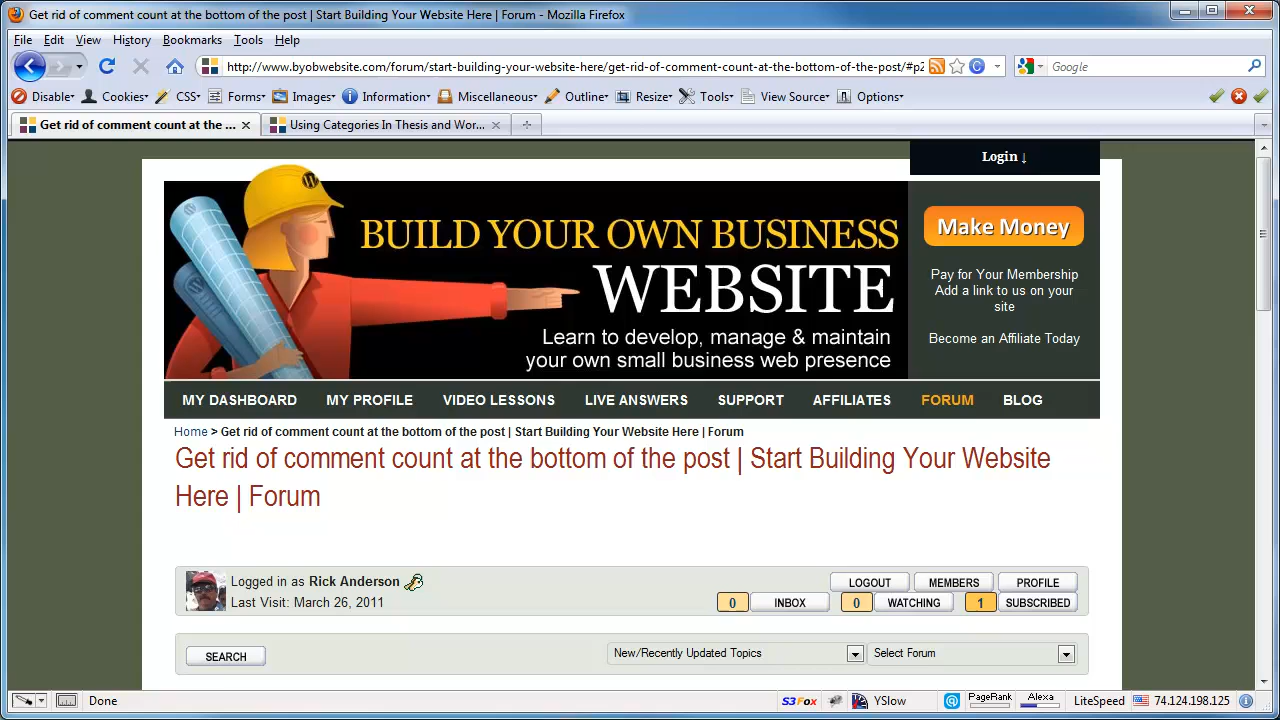 Get rid of comment count at the bottom of the post | Start Building Your Website Here | Forum - Mozilla Firefox
File Edit View History Bookmarks Tools Help
http://www.byobwebsite.com/forum/start-building-your-website-here/get-rid-of-comment-count-at-the-bottom-of-the-post/#p2
Google
Disable Cookies CSS Forms Images Information Miscellaneous Outline Resize Tools View Source Options
Get rid of comment count at the ...
Using Categories In Thesis and Wor...
Login ↓
BUILD YOUR OWN BUSINESS
WEBSITE
Learn to develop, manage & maintain
your own small business web presence
Make Money
Pay for Your Membership
Add a link to us on your
site
Become an Affiliate Today
MY DASHBOARD MY PROFILE VIDEO LESSONS LIVE ANSWERS SUPPORT AFFILIATES FORUM BLOG
Home > Get rid of comment count at the bottom of the post | Start Building Your Website Here | Forum
Get rid of comment count at the bottom of the post | Start Building Your Website
Here | Forum
Logged in as Rick Anderson
LOGOUT MEMBERS PROFILE
Last Visit: March 26, 2011
0 INBOX 0 WATCHING 1 SUBSCRIBED
SEARCH
New/Recently Updated Topics
Select Forum
Done
S3Fox YSlow PageRank Alexa LiteSpeed 74.124.198.125